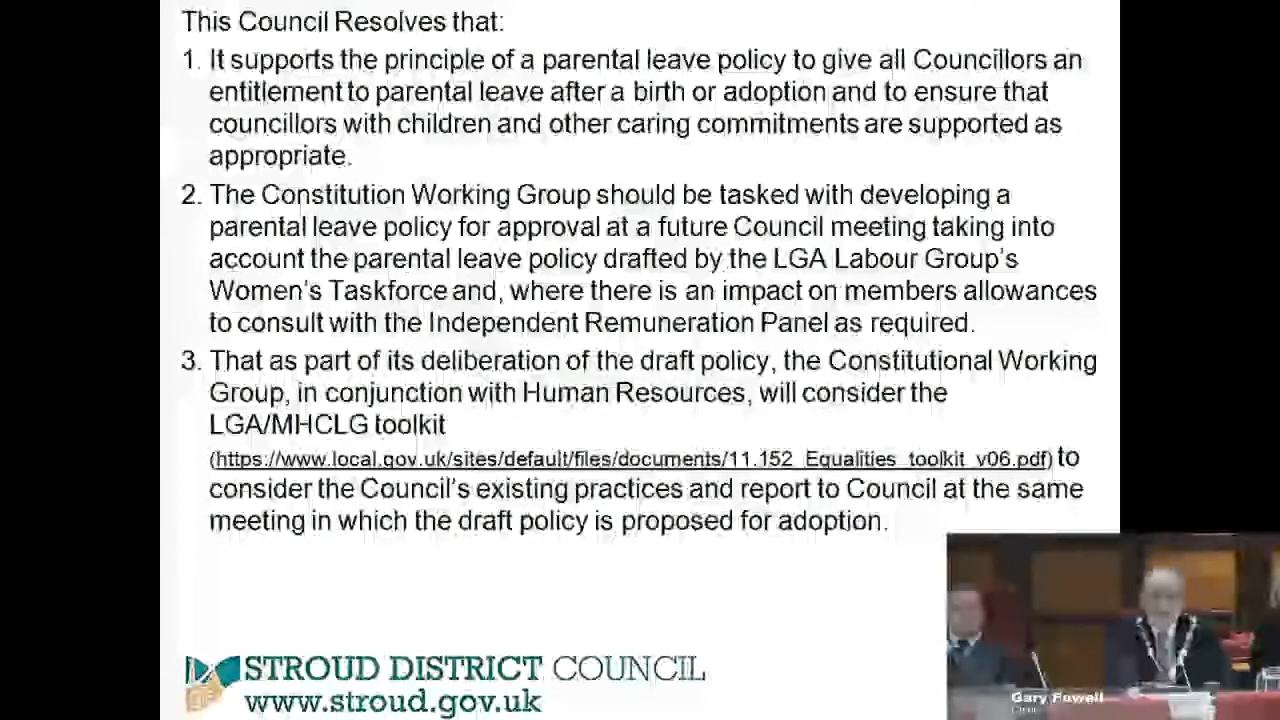 This Council Resolves that:
1. It supports the principle of a parental leave policy to give all Councillors an
entitlement to parental leave after a birth or adoption and to ensure that
councillors with children and other caring commitments are supported as
appropriate.
2. The Constitution Working Group should be tasked with developing a
parental leave policy for approval at a future Council meeting taking into
account the parental leave policy drafted by the LGA Labour Group's
Women's Taskforce and, where there is an impact on members allowances
to consult with the Independent Remuneration Panel as required.
3. That as part of its deliberation of the draft policy, the Constitutional Working
Group, in conjunction with Human Resources, will consider the
LGA/MHCLG toolkit
(https://www.local.gov.uk/sites/default/files/documents/11.152_Equalities_toolkit_v06.pdf) to
consider the Council's existing practices and report to Council at the same
meeting in which the draft policy is proposed for adoption.
STROUD DISTRICT COUNCIL
www.stroud.gov.uk
Gary Powell